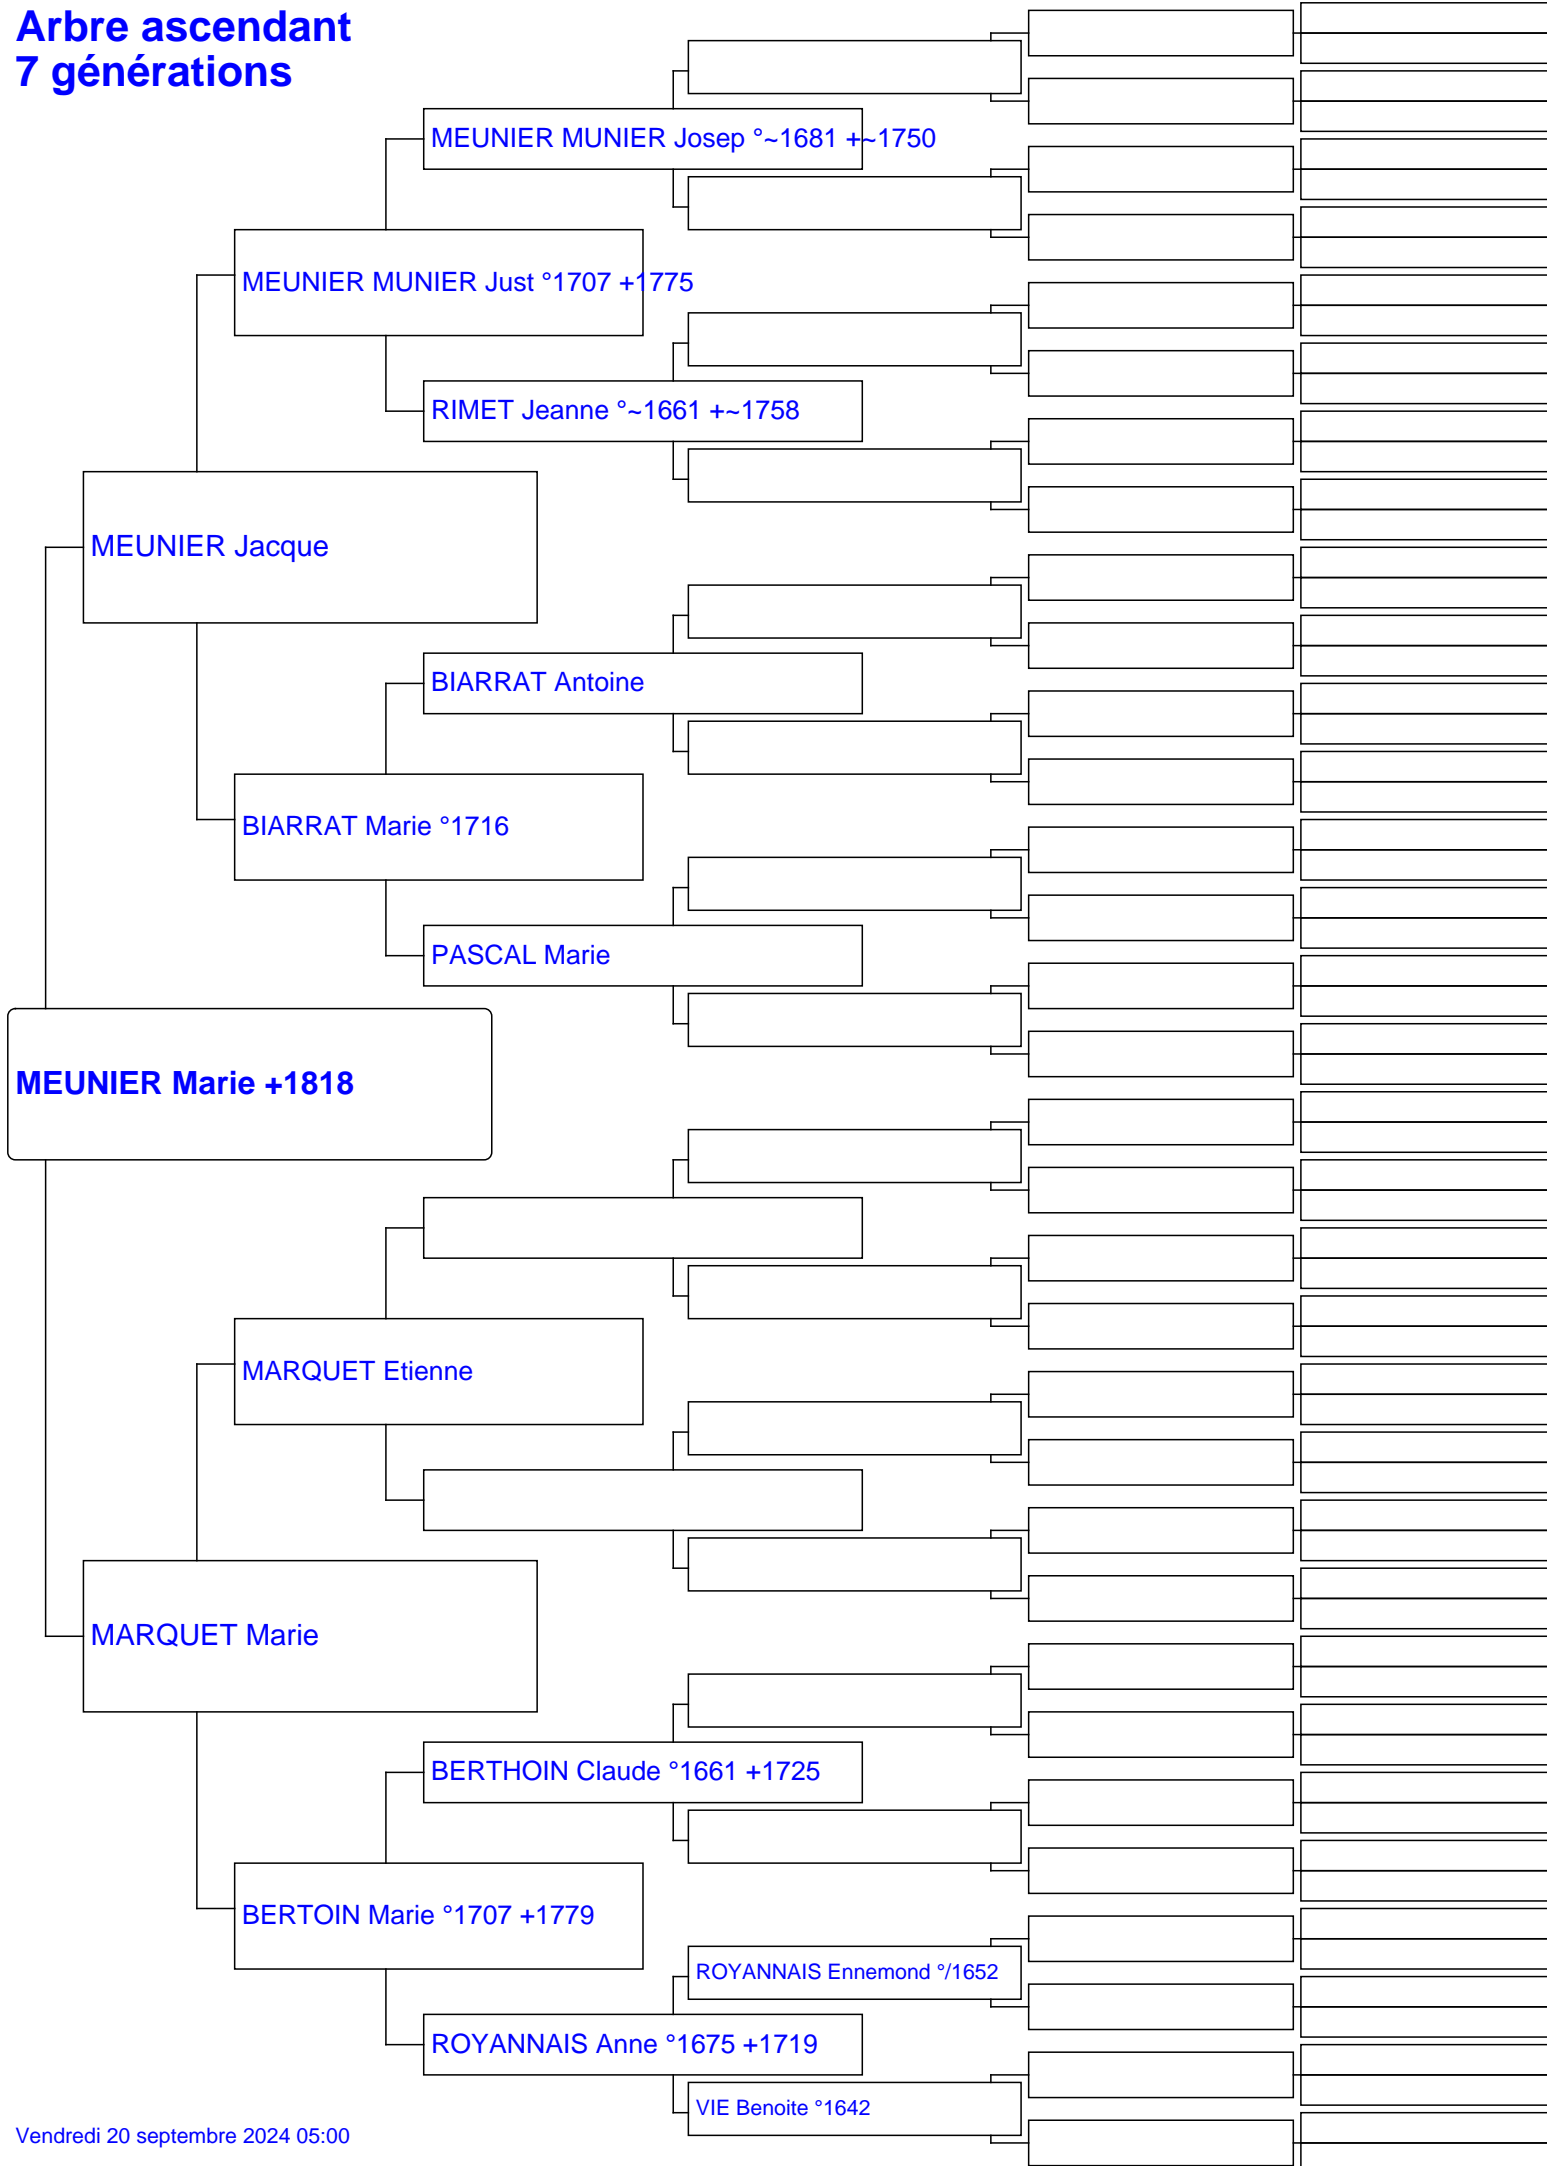 Arbre ascendant
7 générations
MEUNIER MUNIER Josep °~1681 +~1750
MEUNIER MUNIER Just °1707 +1775
RIMET Jeanne °~1661 +~1758
MEUNIER Jacque
BIARRAT Antoine
BIARRAT Marie °1716
PASCAL Marie
MEUNIER Marie +1818
MARQUET Etienne
MARQUET Marie
BERTHOIN Claude °1661 +1725
BERTOIN Marie °1707 +1779
ROYANNAIS Ennemond °/1652
ROYANNAIS Anne °1675 +1719
VIE Benoite °1642
Vendredi 20 septembre 2024 05:00